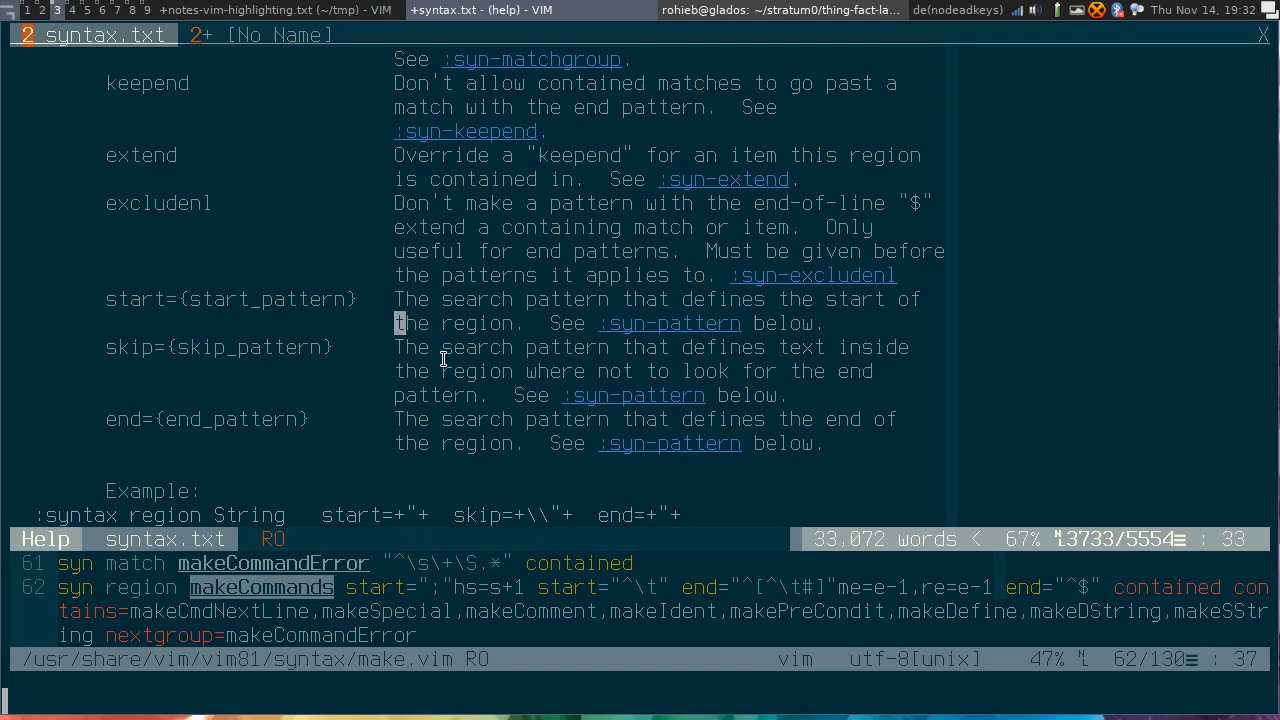 1 2 3 4 5 6 7 8 9 +notes-vim-highlighting.txt (~/tmp) - VIM +syntax.txt - (help) - VIM rohieb@glados: ~/stratum0/thing-fact-la... de(nodeadkeys) Thu Nov 14, 19:32
2 syntax.txt 2+ [No Name] X
See :syn-matchgroup.
keepend Don't allow contained matches to go past a
match with the end pattern. See
:syn-keepend.
extend Override a "keepend" for an item this region
is contained in. See :syn-extend.
excludenl Don't make a pattern with the end-of-line "$"
extend a containing match or item. Only
useful for end patterns. Must be given before
the patterns it applies to. :syn-excludenl
start={start_pattern} The search pattern that defines the start of
the region. See :syn-pattern below.
skip={skip_pattern} The search pattern that defines text inside
the region where not to look for the end
pattern. See :syn-pattern below.
end={end_pattern} The search pattern that defines the end of
the region. See :syn-pattern below.
Example:
:syntax region String start=+"+ skip=+\\"+ end=+"+
Help syntax.txt RO 33,072 words < 67% 3733/5554 : 33
61 syn match makeCommandError "^\s\+\S.*" contained
62 syn region makeCommands start=";"hs=s+1 start="^\t" end="^[^\t#]"me=e-1,re=e-1 end="^$" contained con
tains=makeCmdNextLine,makeSpecial,makeComment,makeIdent,makePreCondit,makeDefine,makeDString,makeSStr
ing nextgroup=makeCommandError
/usr/share/vim/vim81/syntax/make.vim RO vim utf-8[unix] 47% 62/130 : 37